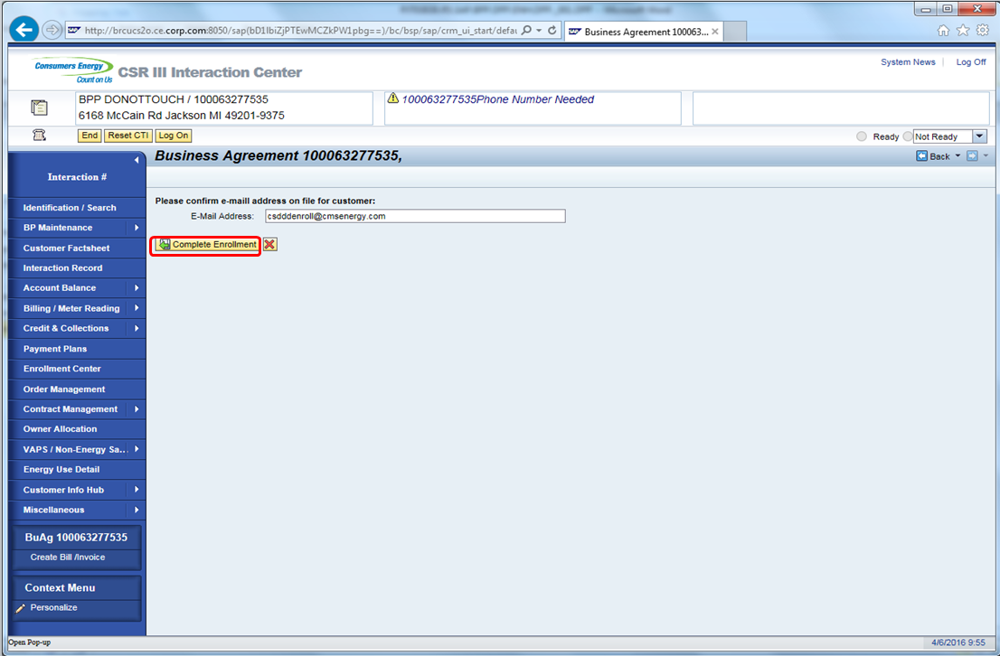 http://brcucs2o.ce.corp.com:8050/sap(bD1lbiZjPTEwMCZkPW1pbg==)/bc/bsp/sap/crm_ui_start/defau
Business Agreement 100063...
Consumers Energy
Count on Us
CSR III Interaction Center
System News | Log Off
BPP DONOTTOUCH / 100063277535
6168 McCain Rd Jackson MI 49201-9375
100063277535Phone Number Needed
End Reset CTI Log On
Ready Not Ready
Business Agreement 100063277535,
Back
Interaction #
Identification / Search
BP Maintenance
Customer Factsheet
Interaction Record
Account Balance
Billing / Meter Reading
Credit & Collections
Payment Plans
Enrollment Center
Order Management
Contract Management
Owner Allocation
VAPS / Non-Energy Sa...
Energy Use Detail
Customer Info Hub
Miscellaneous
BuAg 100063277535
Create Bill /Invoice
Context Menu
Personalize
Please confirm e-maill address on file for customer:
E-Mail Address: csdddenroll@cmsenergy.com
Complete Enrollment
Open Pop-up
4/6/2016 9:55